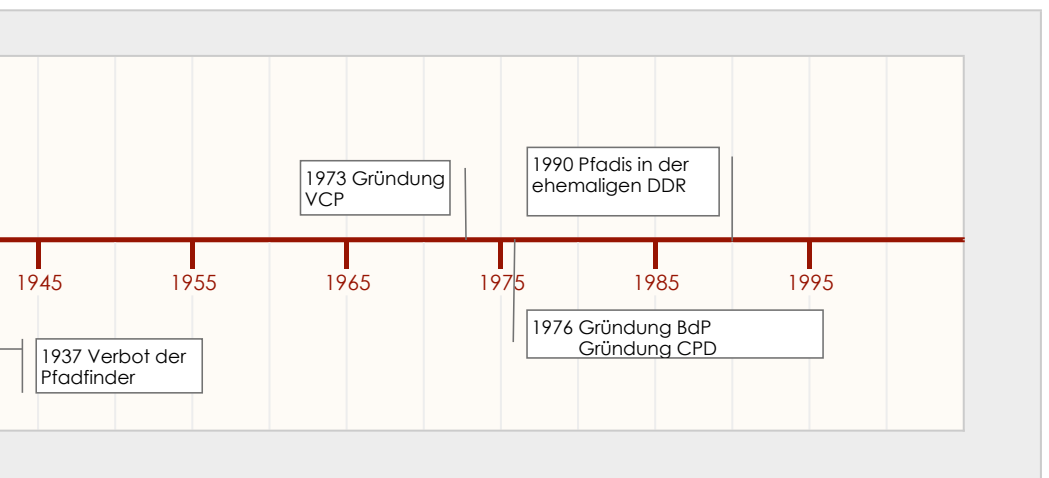 1990 Pfadis in der
ehemaligen DDR
1973 Gründung
VCP
1945 1955 1965 1975 1985 1995
1976 Gründung BdP
Gründung CPD
1937 Verbot der
Pfadfinder